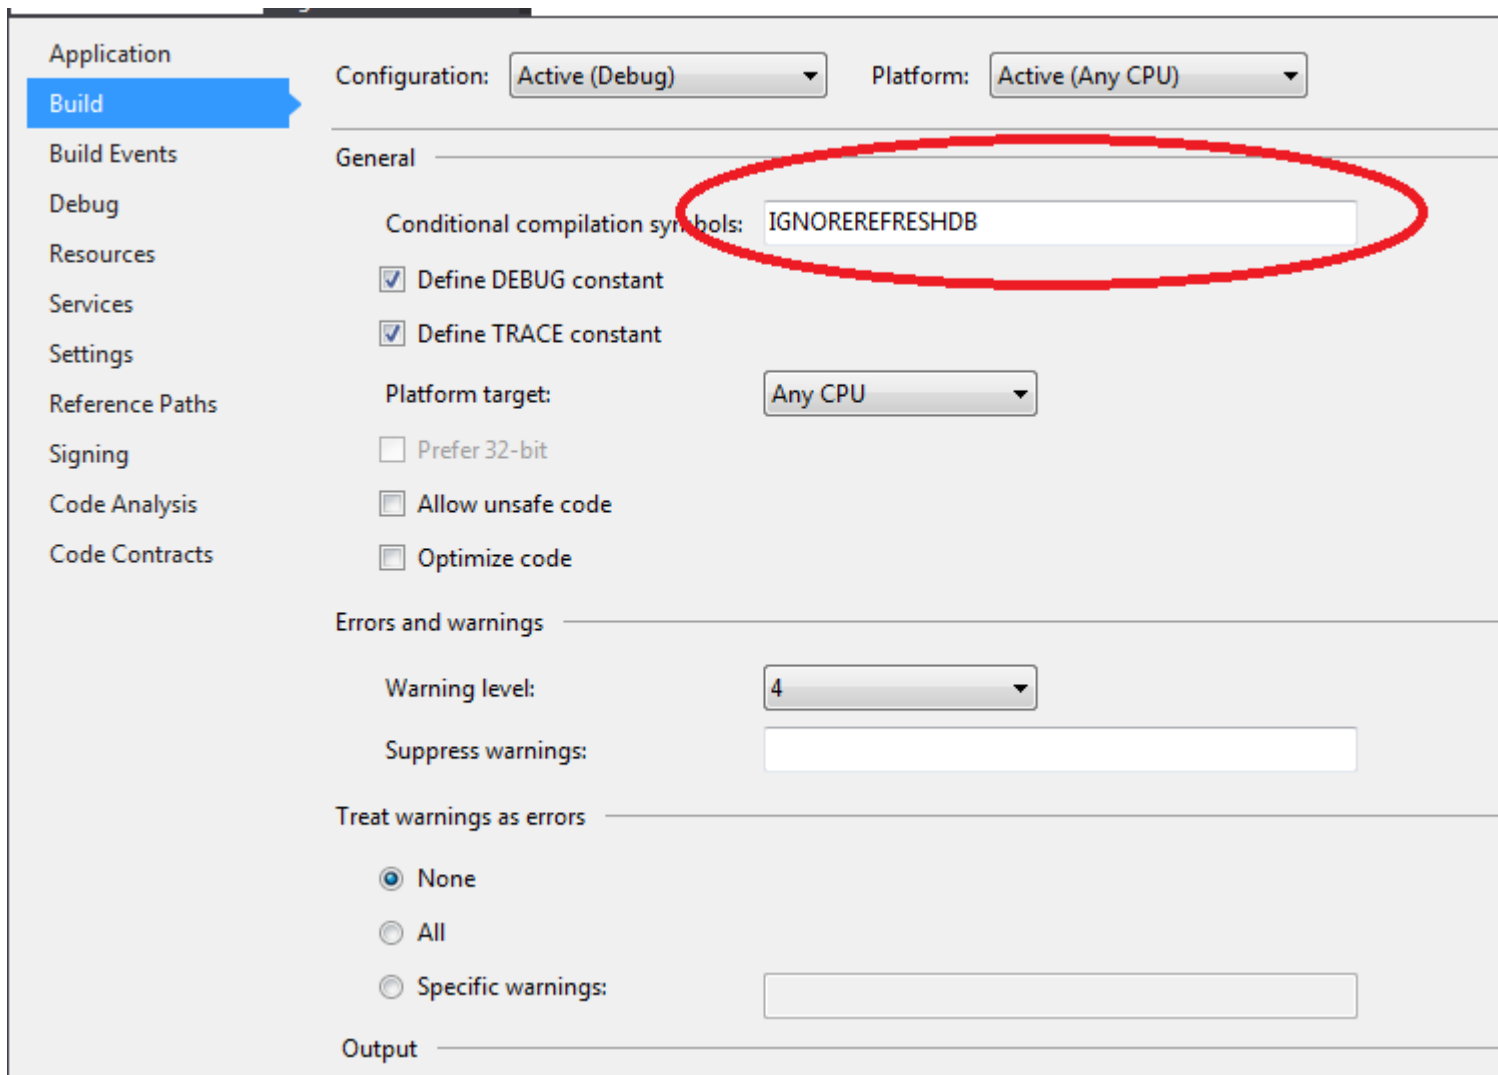 Application
Build
Build Events
Debug
Resources
Services
Settings
Reference Paths
Signing
Code Analysis
Code Contracts
Configuration: Active (Debug) Platform: Active (Any CPU)
General
Conditional compilation symbols: IGNOREREFRESHDB
Define DEBUG constant
Define TRACE constant
Platform target: Any CPU
Prefer 32-bit
Allow unsafe code
Optimize code
Errors and warnings
Warning level: 4
Suppress warnings:
Treat warnings as errors
None
All
Specific warnings:
Output